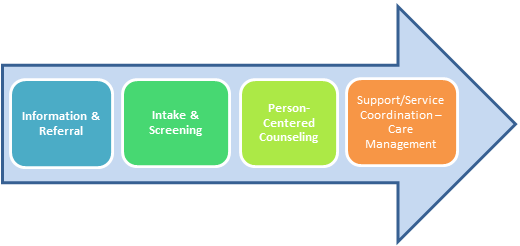 Information &
Referral
Intake &
Screening
Person-
Centered
Counseling
Support/Service
Coordination –
Care
Management